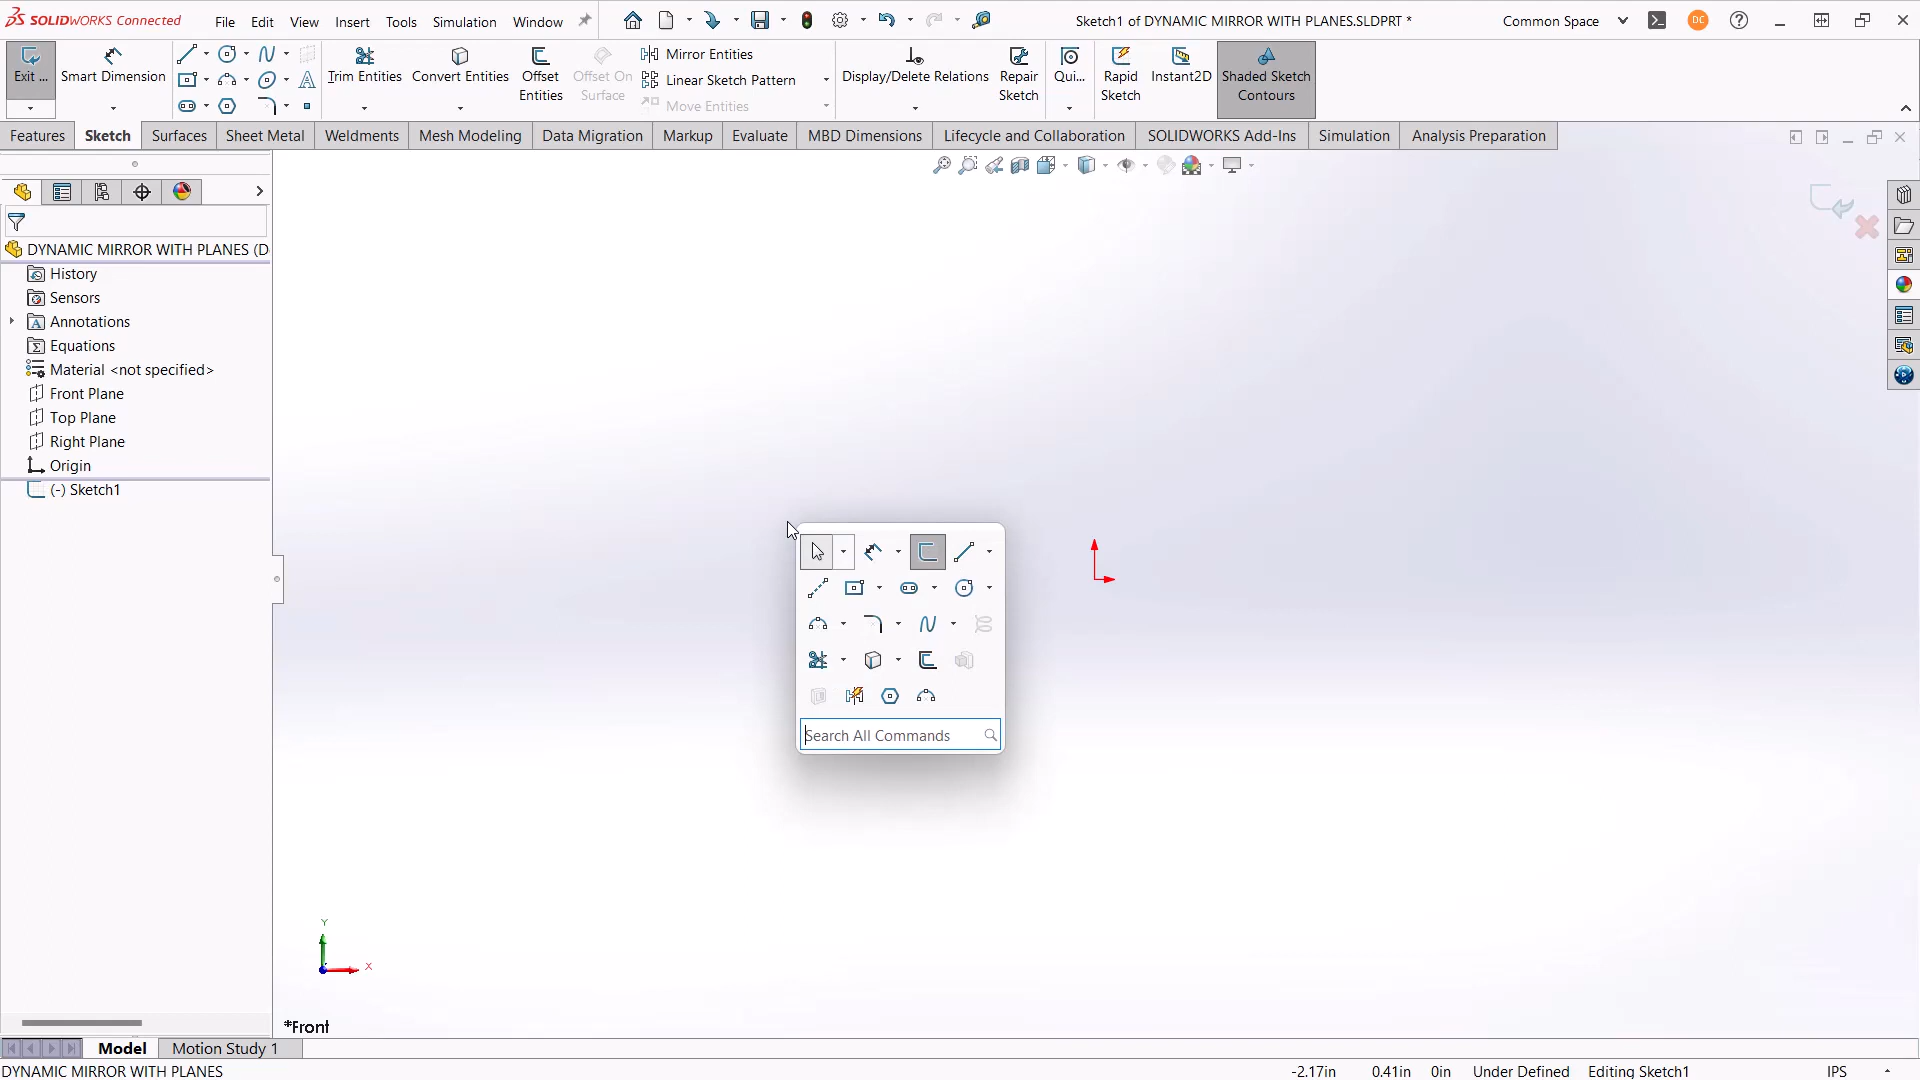 SOLIDWORKS Connected
File Edit View Insert Tools Simulation Window
Sketch1 of DYNAMIC MIRROR WITH PLANES.SLDPRT *
Common Space
DC
Exit ...
Smart Dimension
Trim Entities
Convert Entities
Offset
Entities
Offset On
Surface
Mirror Entities
Linear Sketch Pattern
Move Entities
Display/Delete Relations
Repair
Sketch
Qui...
Rapid
Sketch
Instant2D
Shaded Sketch
Contours
Features Sketch Surfaces Sheet Metal Weldments Mesh Modeling Data Migration Markup Evaluate MBD Dimensions Lifecycle and Collaboration SOLIDWORKS Add-Ins Simulation Analysis Preparation
DYNAMIC MIRROR WITH PLANES (D
History
Sensors
Annotations
Equations
Material <not specified>
Front Plane
Top Plane
Right Plane
Origin
(-) Sketch1
Search All Commands
Y
X
*Front
Model Motion Study 1
DYNAMIC MIRROR WITH PLANES
-2.17in 0.41in 0in Under Defined Editing Sketch1 IPS